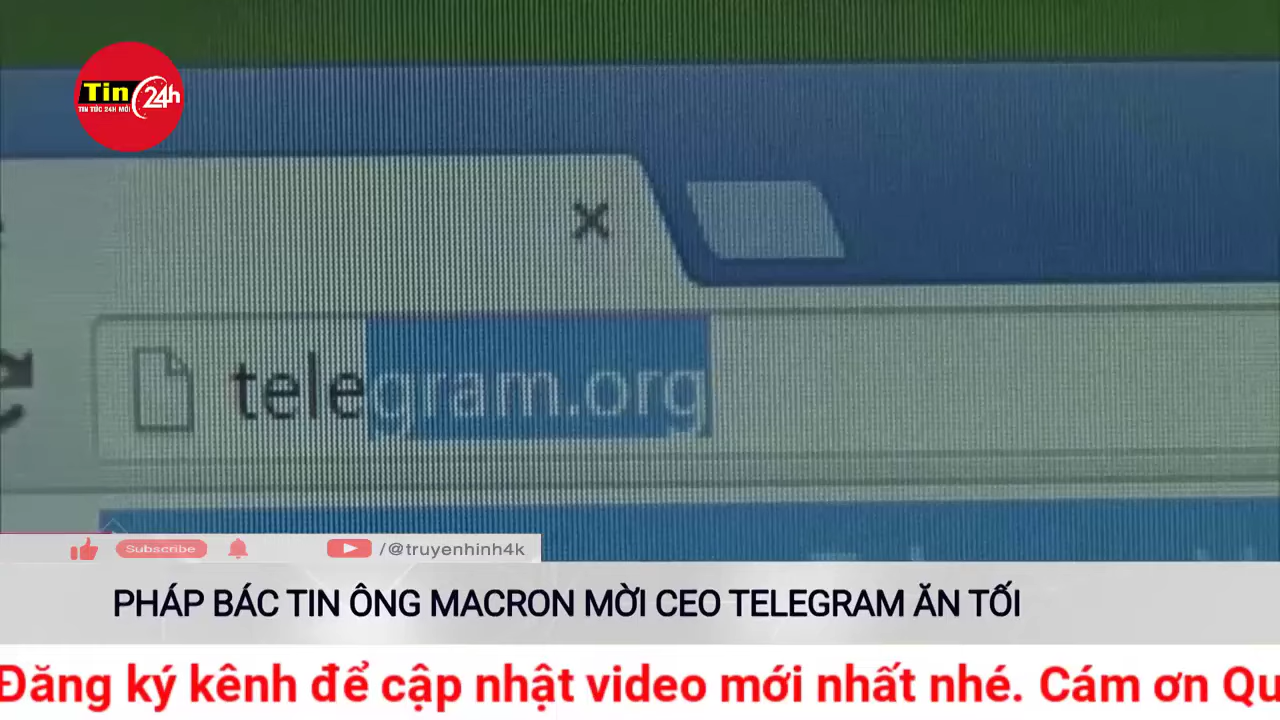 Tin 24h
TIN TỨC 24H MỚI
telegram.org
Subscribe
/@truyenhinh4k
PHÁP BÁC TIN ÔNG MACRON MỜI CEO TELEGRAM ĂN TỐI
Đăng ký kênh để cập nhật video mới nhất nhé. Cám ơn Qu